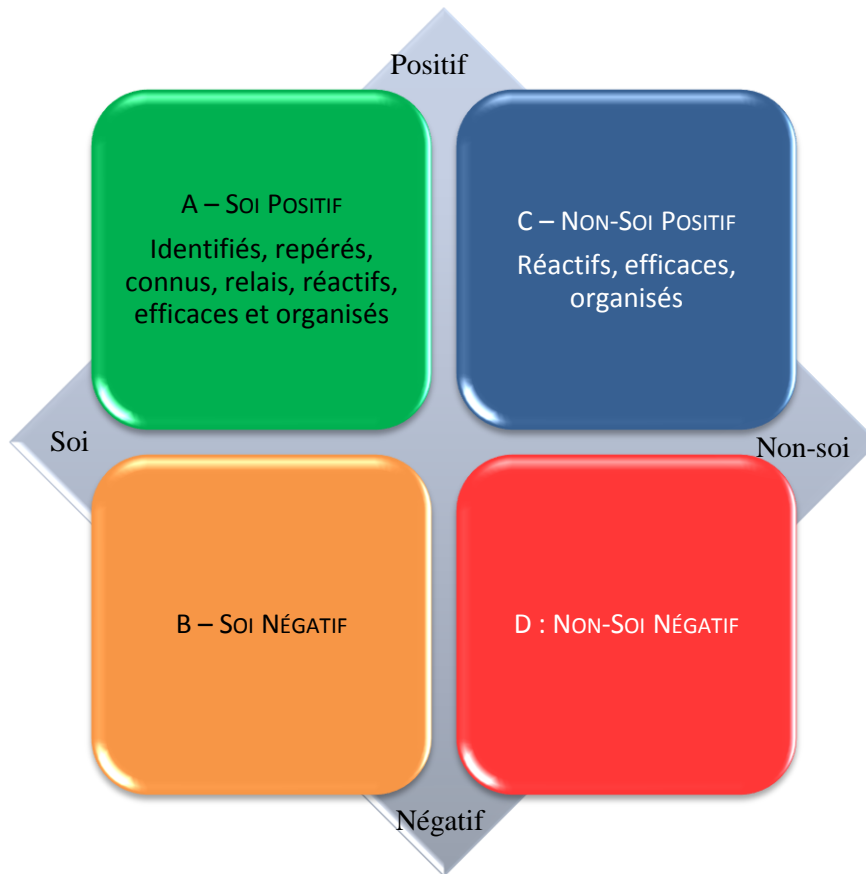 Positif
A – SOI POSITIF
Identifiés, repérés,
connus, relais, réactifs,
efficaces et organisés
C – NON-SOI POSITIF
Réactifs, efficaces,
organisés
Soi
Non-soi
B – SOI NÉGATIF
D : NON-SOI NÉGATIF
Négatif